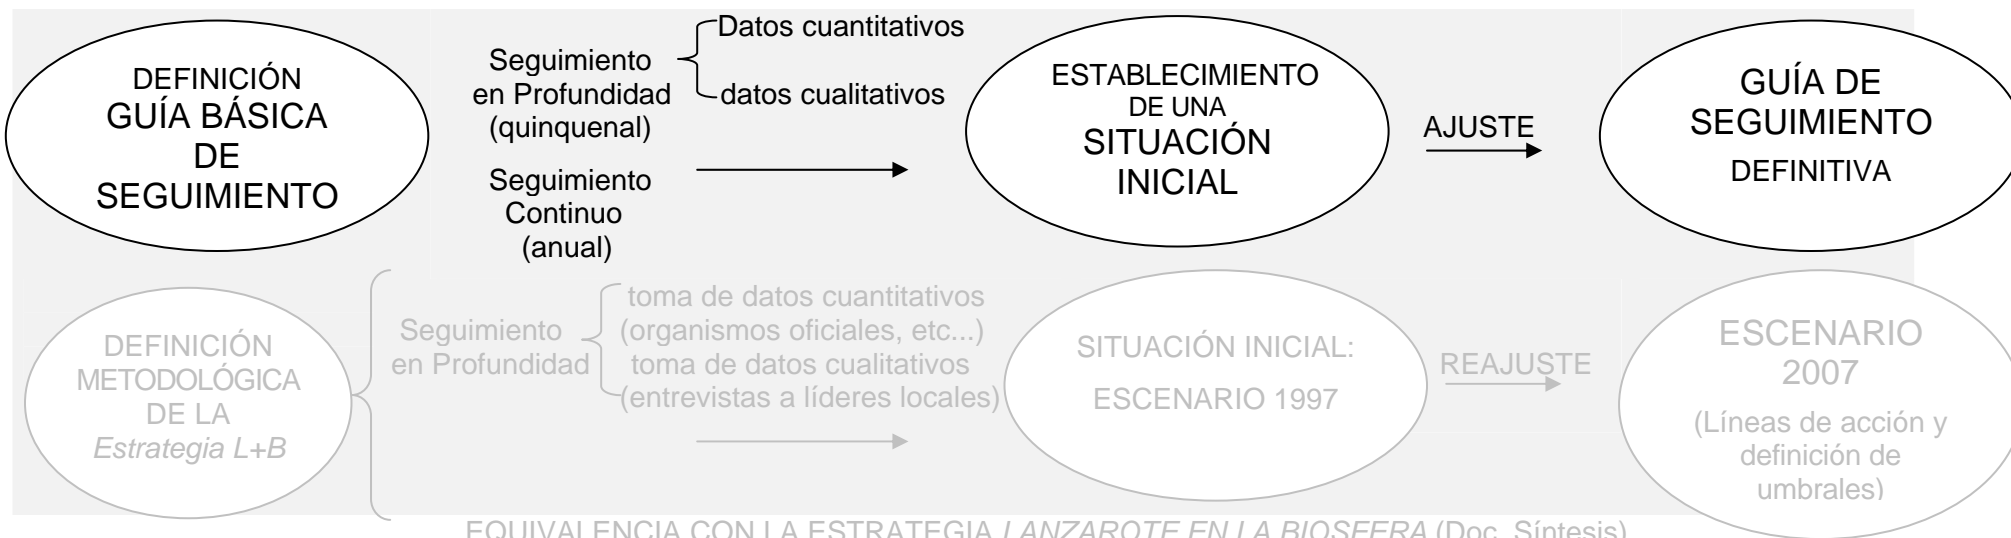 DEFINICIÓN
GUÍA BÁSICA
DE
SEGUIMIENTO
Seguimiento
en Profundidad
(quinquenal)
Datos cuantitativos
datos cualitativos
Seguimiento
Continuo
(anual)
ESTABLECIMIENTO
DE UNA
SITUACIÓN
INICIAL
AJUSTE
GUÍA DE
SEGUIMIENTO
DEFINITIVA
DEFINICIÓN
METODOLÓGICA
DE LA
Estrategia L+B
Seguimiento
en Profundidad
toma de datos cuantitativos
(organismos oficiales, etc...)
toma de datos cualitativos
(entrevistas a líderes locales)
SITUACIÓN INICIAL:
ESCENARIO 1997
REAJUSTE
ESCENARIO
2007
(Líneas de acción y
definición de
umbrales)
EQUIVALENCIA CON LA ESTRATEGIA LANZAROTE EN LA BIOSFERA (Doc. Síntesis)